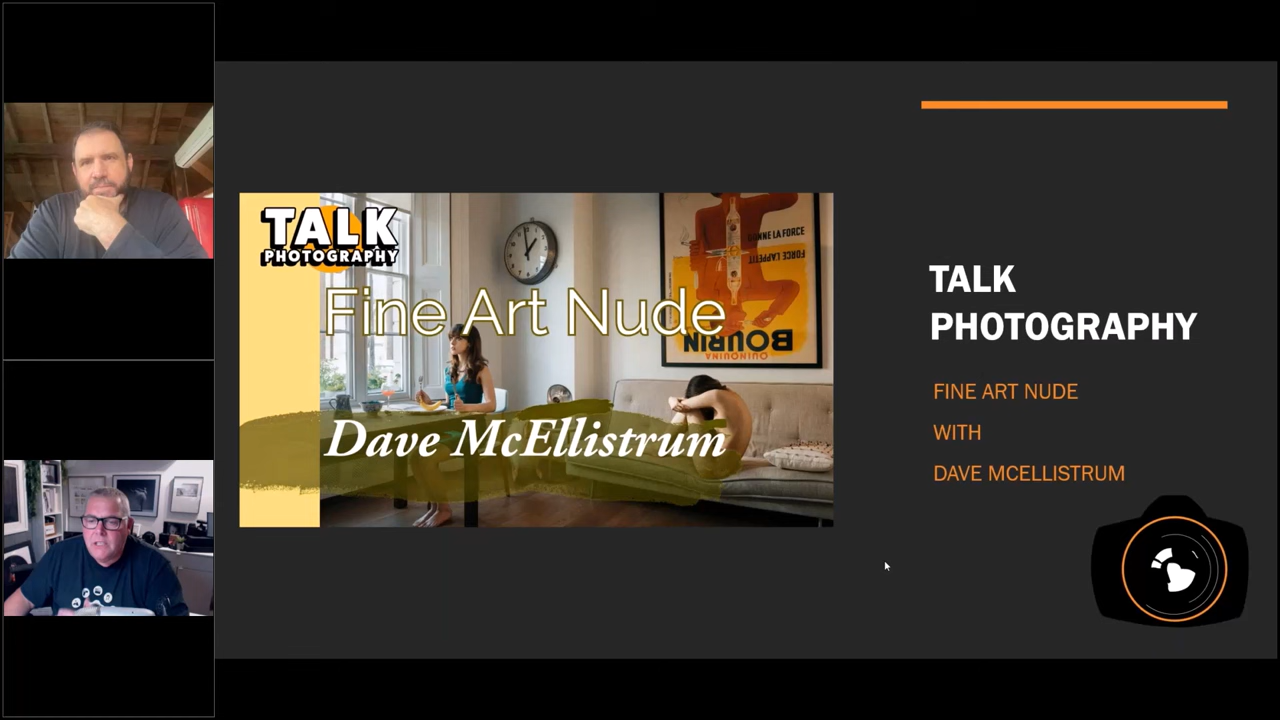 TALK
PHOTOGRAPHY
Fine Art Nude
Dave McEllistrum
DONNE LA FORCE
FORCE L'APPETIT
BOURIN
QUINQUINA
TALK
PHOTOGRAPHY
FINE ART NUDE
WITH
DAVE MCELLISTRUM